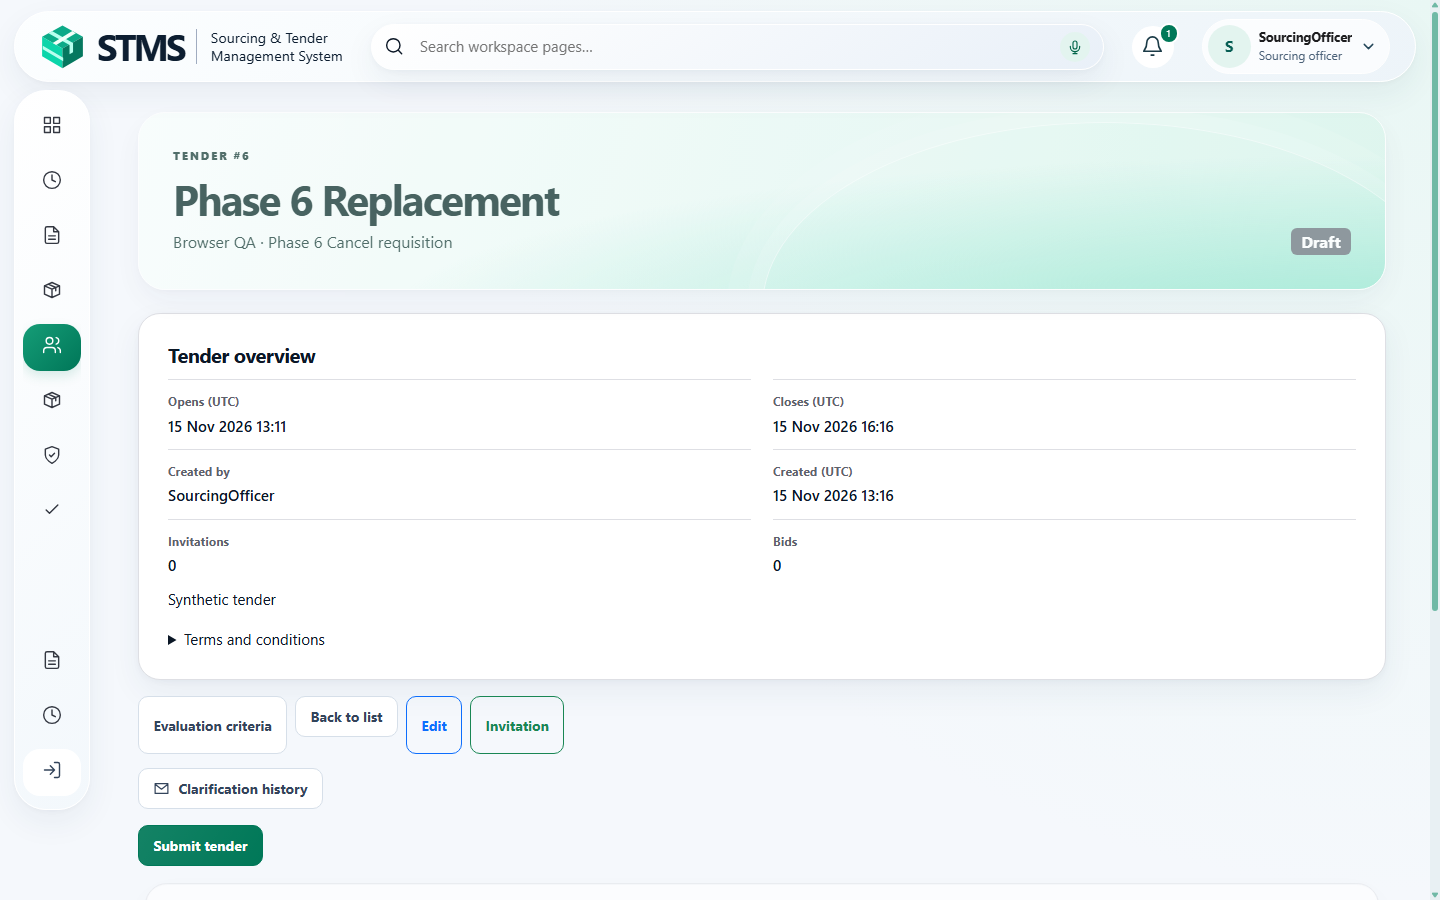 STMS
Sourcing & Tender
Management System
Search workspace pages...
1
S
SourcingOfficer
Sourcing officer
TENDER #6
Phase 6 Replacement
Browser QA · Phase 6 Cancel requisition
Draft
Tender overview
Opens (UTC)
15 Nov 2026 13:11
Closes (UTC)
15 Nov 2026 16:16
Created by
SourcingOfficer
Created (UTC)
15 Nov 2026 13:16
Invitations
0
Bids
0
Synthetic tender
Terms and conditions
Evaluation criteria
Back to list
Edit
Invitation
Clarification history
Submit tender